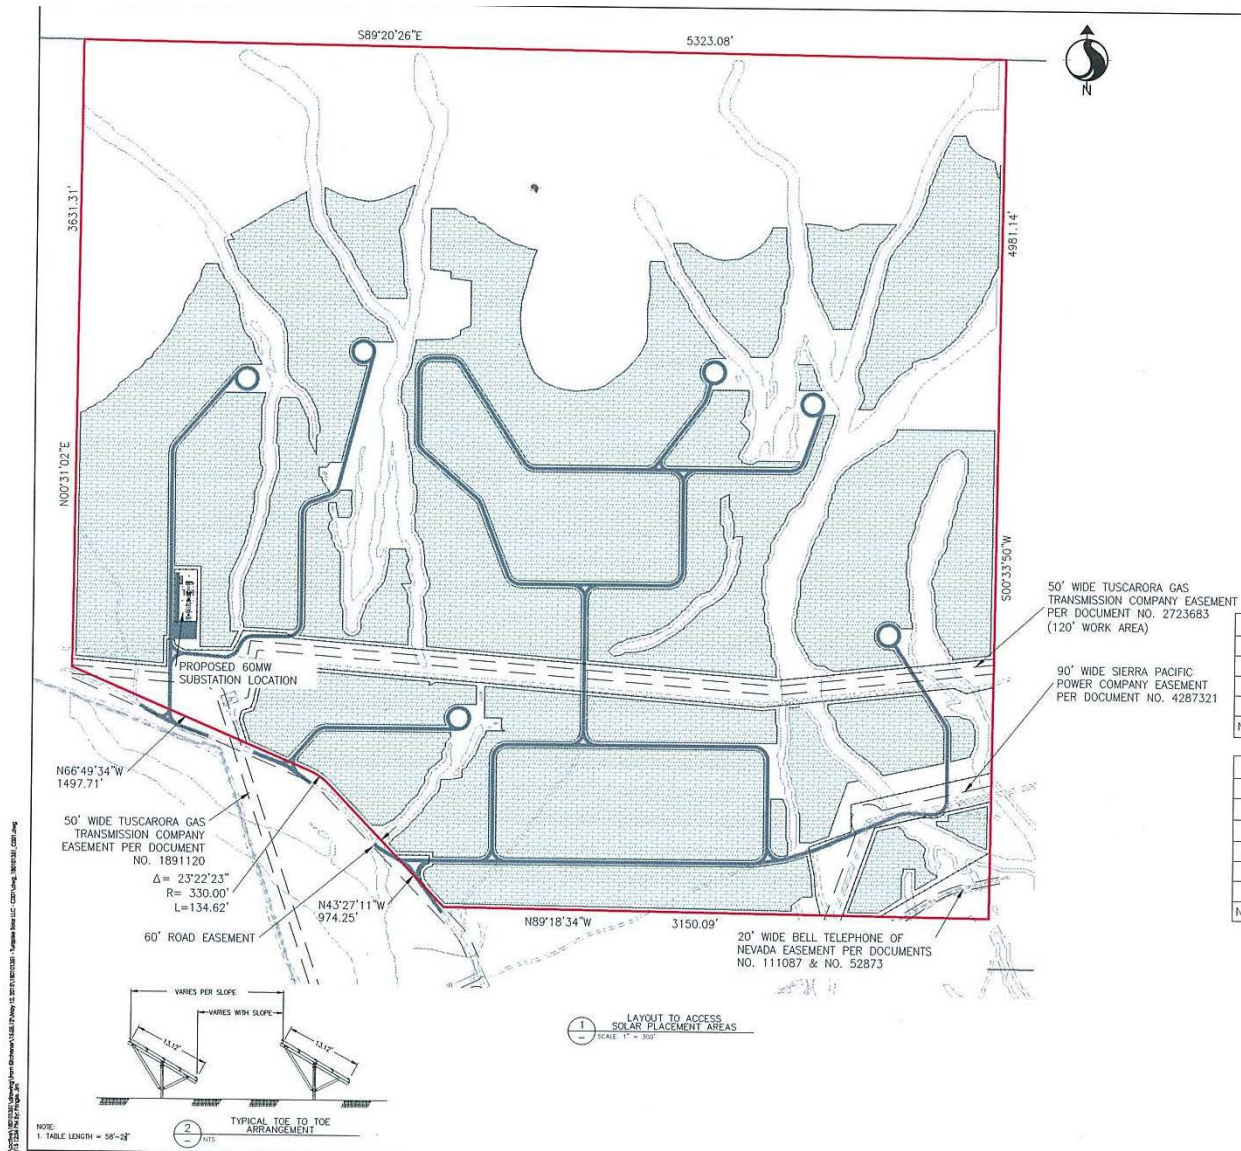 S89°20'26"E
5323.08'
N
3631.31'
4981.14'
N00°31'02"E
S00°33'50"W
50' WIDE TUSCARORA GAS
TRANSMISSION COMPANY EASEMENT
PER DOCUMENT NO. 2723683
(120' WORK AREA)
90' WIDE SIERRA PACIFIC
POWER COMPANY EASEMENT
PER DOCUMENT NO. 4287321
PROPOSED 60MW
SUBSTATION LOCATION
N66°49'34"W
1497.71'
50' WIDE TUSCARORA GAS
TRANSMISSION COMPANY
EASEMENT PER DOCUMENT
NO. 1891120
Δ= 23°22'23"
R= 330.00'
L=134.62'
60' ROAD EASEMENT
N43°27'11"W
974.25'
N89°18'34"W
3150.09'
20' WIDE BELL TELEPHONE OF
NEVADA EASEMENT PER DOCUMENTS
NO. 111087 & NO. 52873
N
N
VARIES PER SLOPE
VARIES WITH SLOPE
13.12'
13.12'
1
LAYOUT TO ACCESS
SOLAR PLACEMENT AREAS
SCALE: 1" = 300'
2
TYPICAL TOE TO TOE
ARRANGEMENT
NTS
NOTE:
1. TABLE LENGTH =